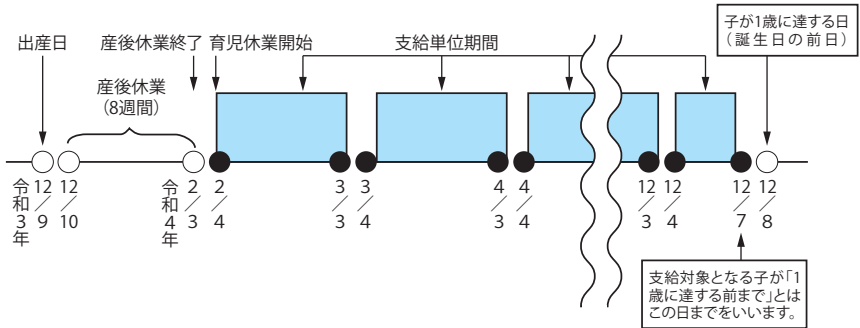 子が1歳に達する日
（誕生日の前日）
出産日
産後休業終了
育児休業開始
支給単位期間
産後休業
（8週間）
令和3年
12/9
12/10
令和4年
2/3
2/4
3/3
3/4
4/3
4/4
12/3
12/4
12/7
12/8
支給対象となる子が「1
歳に達する前まで」とは
この日までをいいます。